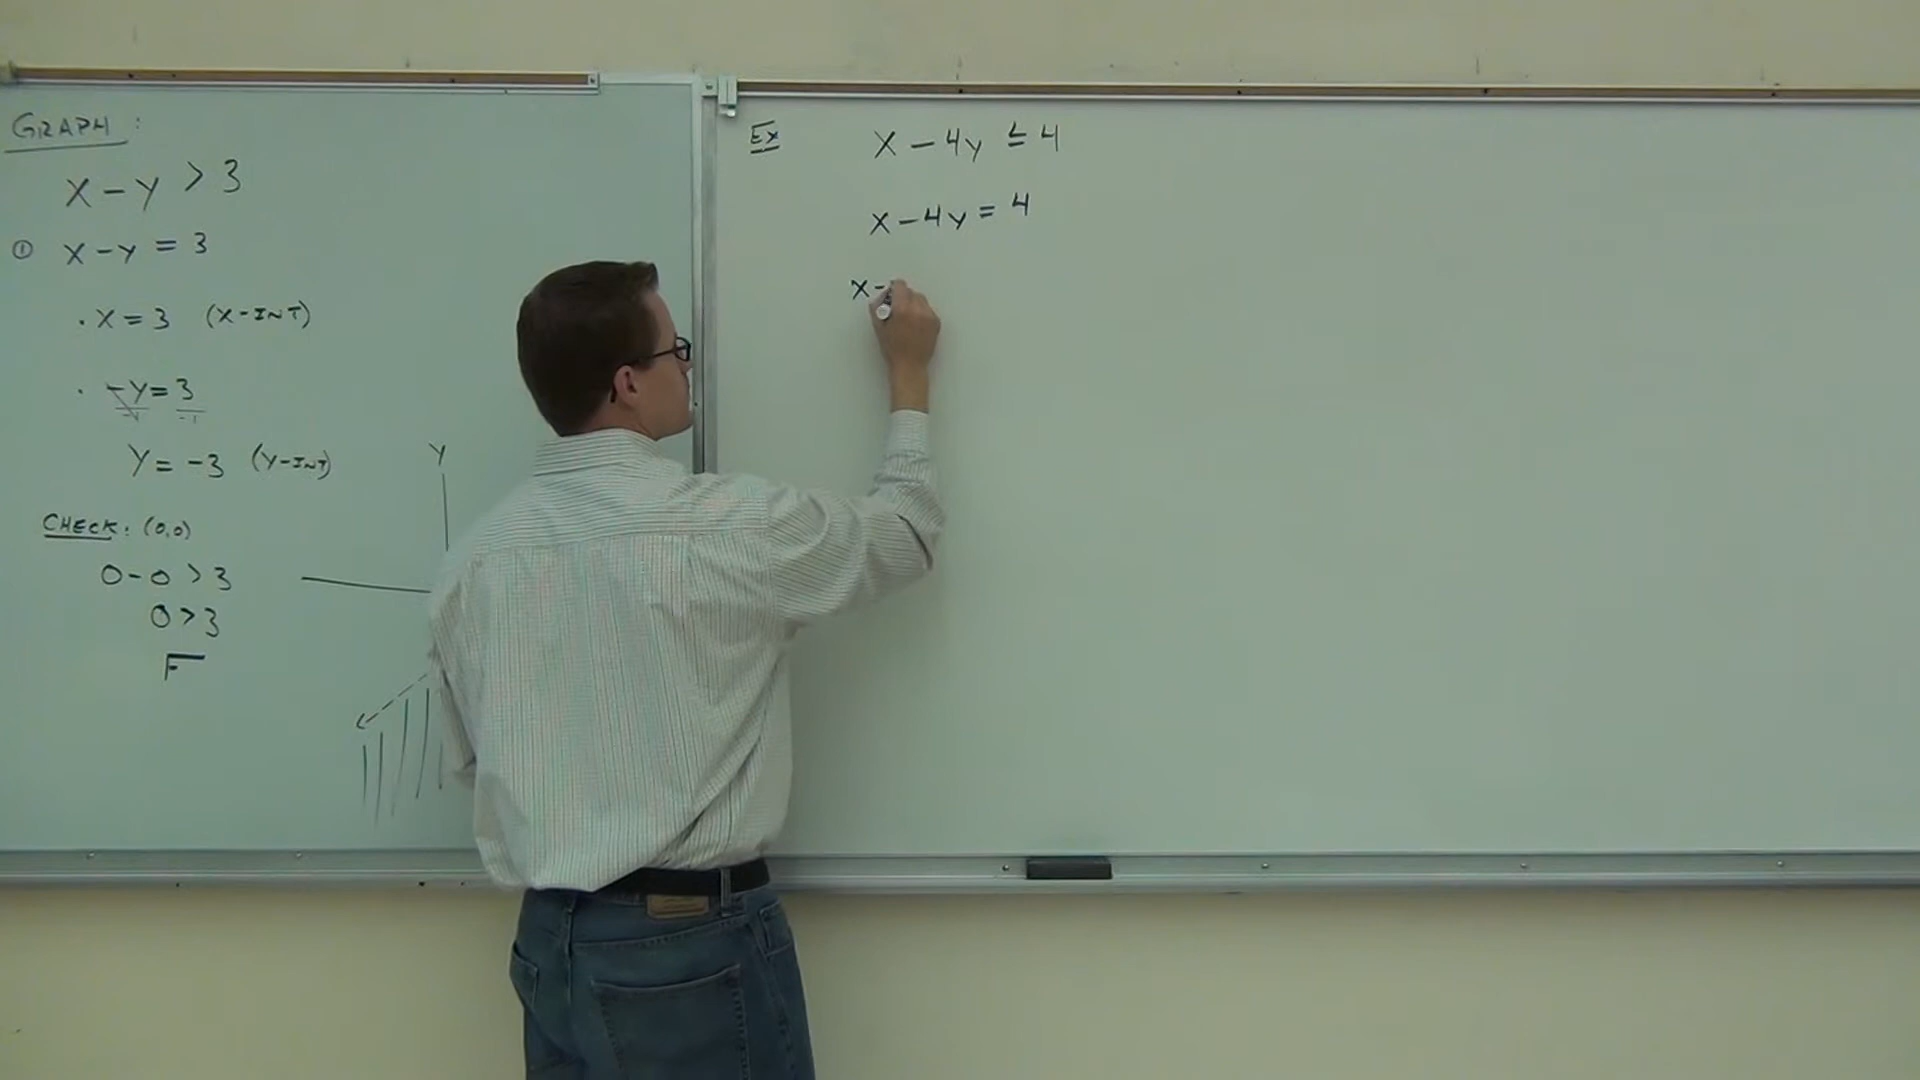 GRAPH:
X - Y > 3
① X - Y = 3
· X = 3 (X-INT)
· -Y = 3
-1 -1
Y = -3 (Y-INT)
CHECK: (0,0)
0 - 0 > 3
0 > 3
F
Y
Ex X - 4Y ≤ 4
X - 4Y = 4
X -